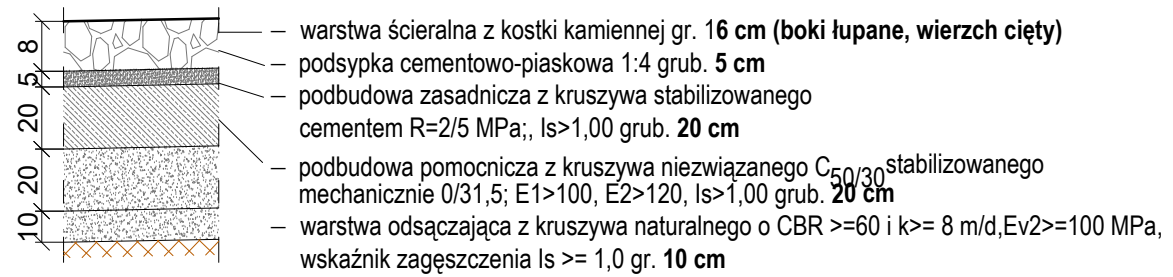 8
5
20
20
10
– warstwa ścieralna z kostki kamiennej gr. 16 cm (boki łupane, wierzch cięty)
– podsypka cementowo-piaskowa 1:4 grub. 5 cm
– podbudowa zasadnicza z kruszywa stabilizowanego
cementem R=2/5 MPa;, Is>1,00 grub. 20 cm
– podbudowa pomocnicza z kruszywa niezwiązanego C50/30 stabilizowanego
mechanicznie 0/31,5; E1>100, E2>120, Is>1,00 grub. 20 cm
– warstwa odsączająca z kruszywa naturalnego o CBR >=60 i k>= 8 m/d,Ev2>=100 MPa,
wskaźnik zagęszczenia Is >= 1,0 gr. 10 cm